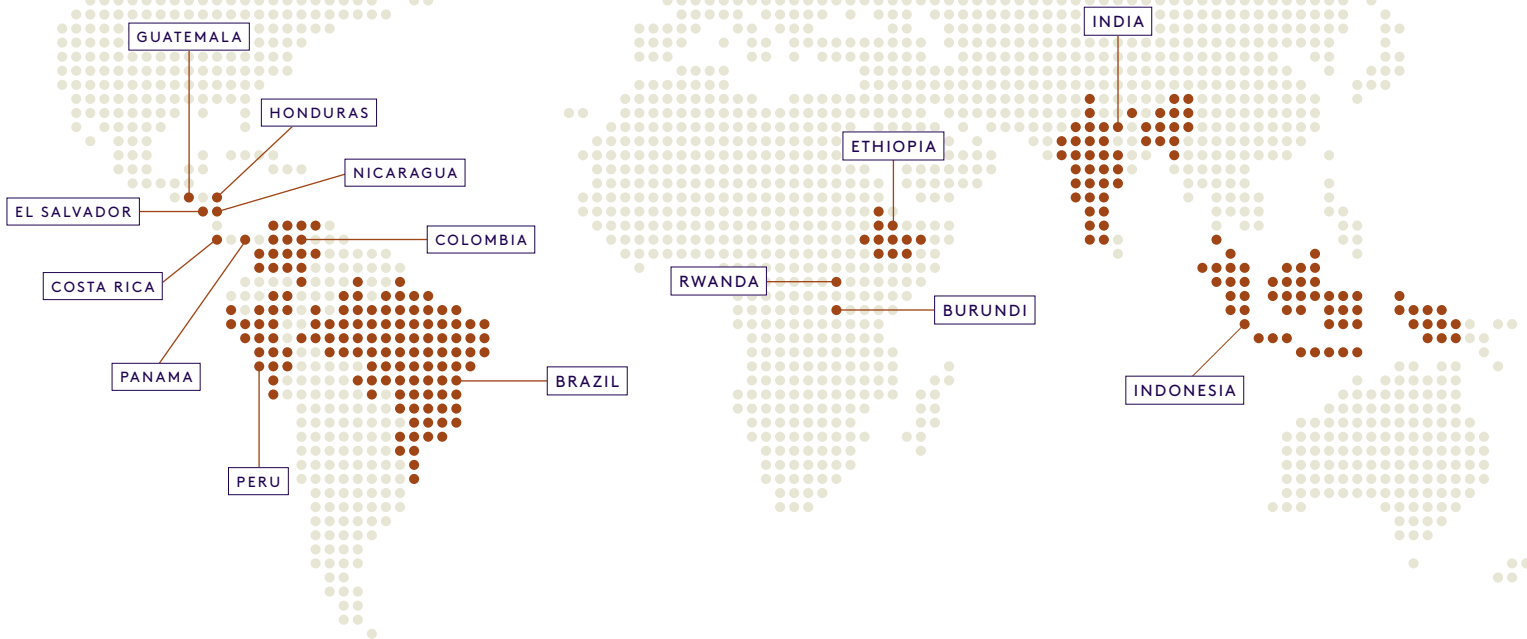 INDIA
GUATEMALA
HONDURAS
ETHIOPIA
NICARAGUA
EL SALVADOR
COLOMBIA
RWANDA
COSTA RICA
BURUNDI
PANAMA
BRAZIL
INDONESIA
PERU